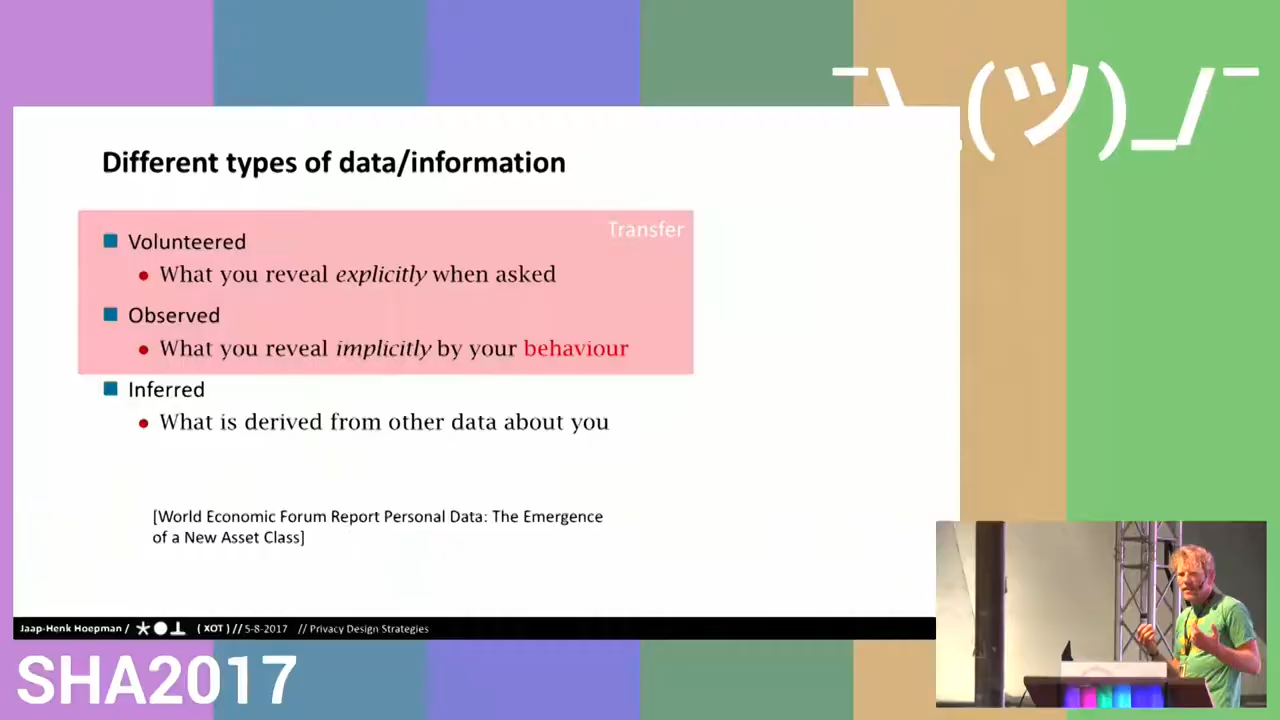 ¯\_(ツ)_/¯
Different types of data/information
Transfer
Volunteered
What you reveal explicitly when asked
Observed
What you reveal implicitly by your behaviour
Inferred
What is derived from other data about you
[World Economic Forum Report Personal Data: The Emergence
of a New Asset Class]
Jaap-Henk Hoepman / ( XOT ) // 5-8-2017 // Privacy Design Strategies
SHA2017